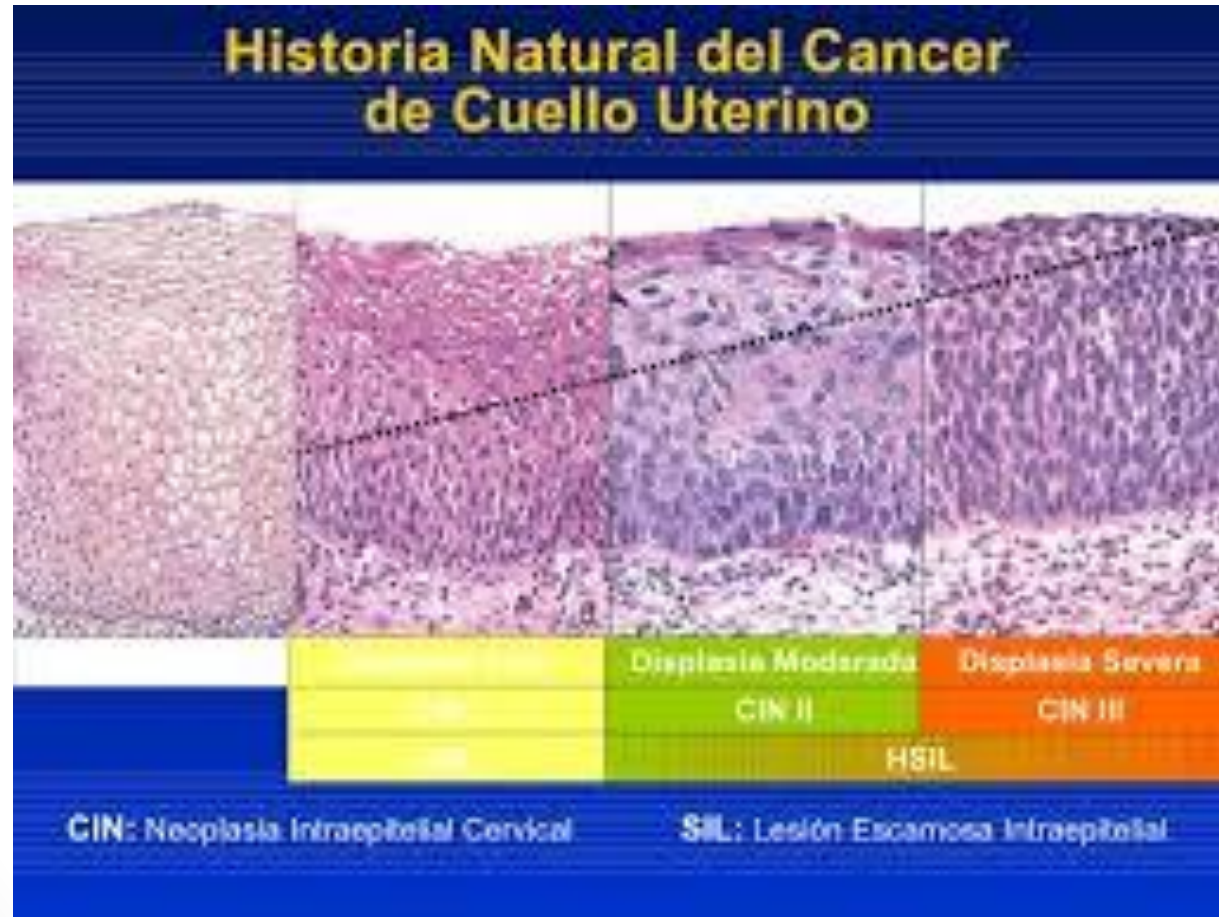 Historia Natural del Cancer
de Cuello Uterino
Displasia Moderada
Displasia Severa
CIN II
CIN III
HSIL
CIN: Neoplasia Intraepitelial Cervical
SIL: Lesión Escamosa Intraepitelial